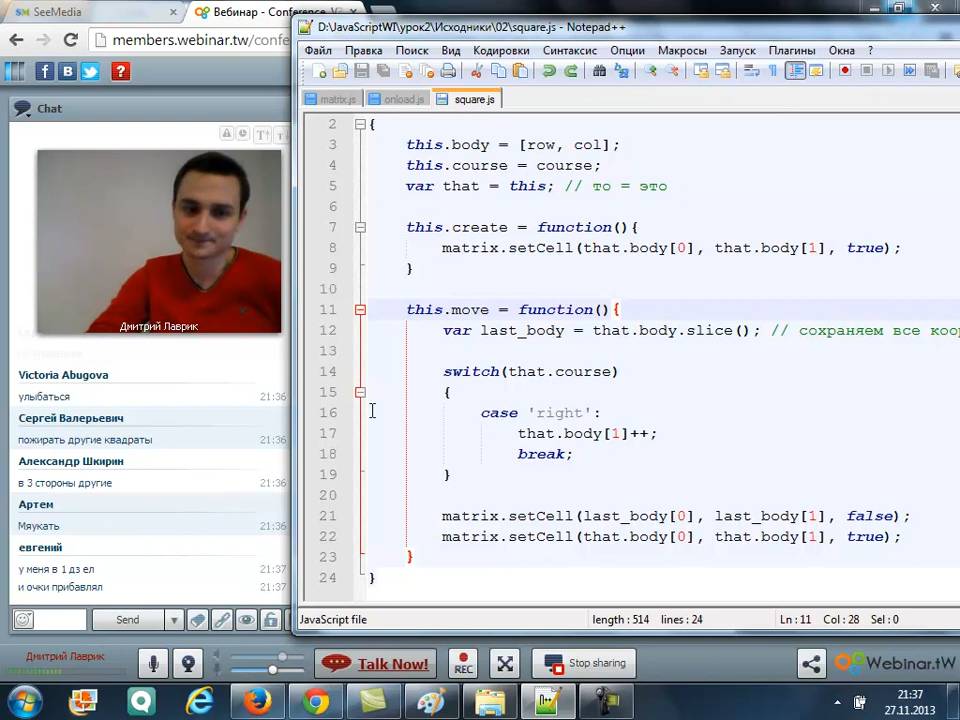 SeeMedia
Вебинар - Conference
members.webinar.tw/confe
Chat
Дмитрий Лаврик
Victoria Abugova
улыбаться 21:36
Сергей Валерьевич
пожирать другие квадраты 21:36
Александр Шкирин
в 3 стороны другие 21:36
Артем
Мяукать 21:36
евгений
у меня в 1 дз ел 21:37
и очки прибавлял 21:37
Send
Дмитрий Лаврик
Talk Now!
REC
Stop sharing
Webinar.tw
D:\JavaScriptWI\урок2\Исходники\02\square.js - Notepad++
Файл Правка Поиск Вид Кодировки Синтаксис Опции Макросы Запуск Плагины Окна ?
matrix.js onload.js square.js
2 {
3 this.body = [row, col];
4 this.course = course;
5 var that = this; // то = это
6
7 this.create = function(){
8 matrix.setCell(that.body[0], that.body[1], true);
9 }
10
11 this.move = function(){
12 var last_body = that.body.slice(); // сохраняем все
13
14 switch(that.course)
15 {
16 case 'right':
17 that.body[1]++;
18 break;
19 }
20
21 matrix.setCell(last_body[0], last_body[1], false);
22 matrix.setCell(that.body[0], that.body[1], true);
23 }
24 }
JavaScript file length : 514 lines : 24 Ln : 11 Col : 28 Sel : 0
21:37
27.11.2013